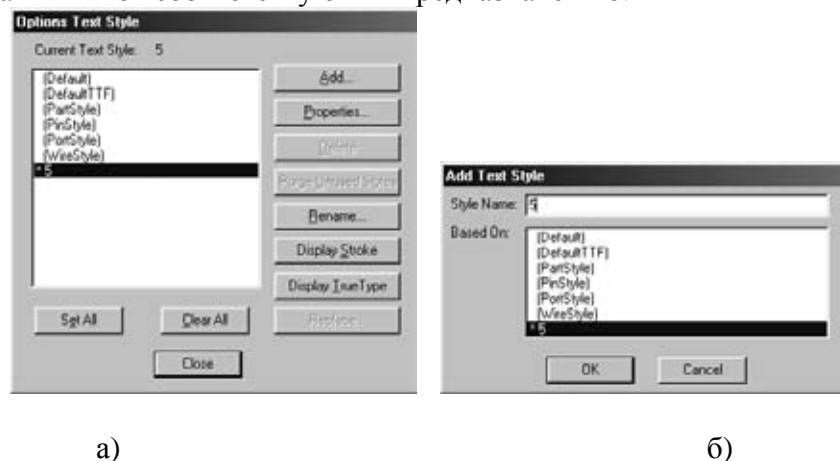 Options Text Style
Current Text Style: 5
(Default)
(DefaultTTF)
(PartStyle)
(PinStyle)
(PortStyle)
(WireStyle)
* 5
Add...
Properties...
Delete
Purge Unused Styles
Rename...
Display Stroke
Display TrueType
Replace...
Set All
Clear All
Close
Add Text Style
Style Name: 5
Based On:
(Default)
(DefaultTTF)
(PartStyle)
(PinStyle)
(PortStyle)
(WireStyle)
* 5
OK
Cancel
а)
б)